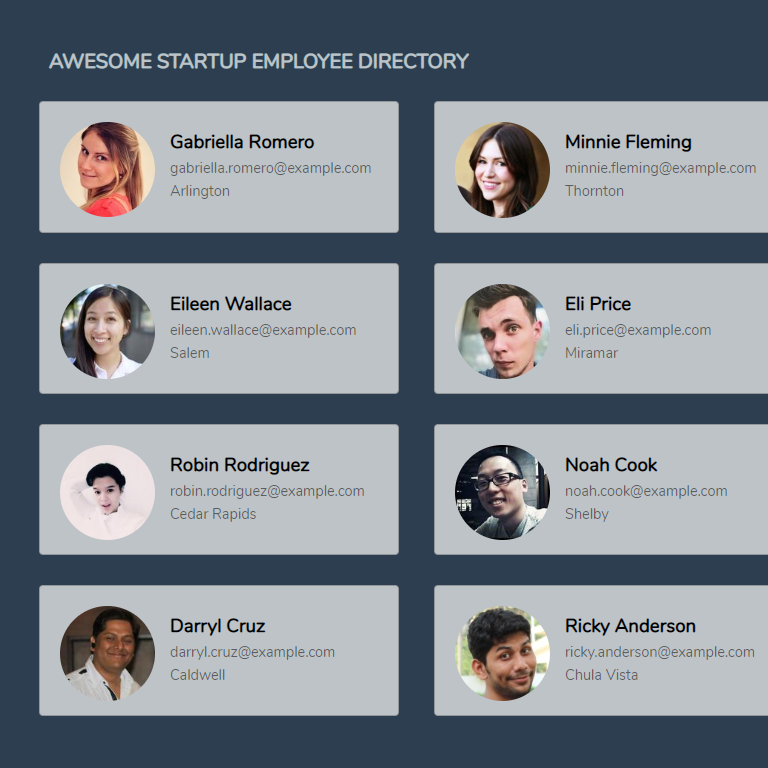 AWESOME STARTUP EMPLOYEE DIRECTORY
Gabriella Romero
gabriella.romero@example.com
Arlington
Minnie Fleming
minnie.fleming@example.com
Thornton
Eileen Wallace
eileen.wallace@example.com
Salem
Eli Price
eli.price@example.com
Miramar
Robin Rodriguez
robin.rodriguez@example.com
Cedar Rapids
Noah Cook
noah.cook@example.com
Shelby
Darryl Cruz
darryl.cruz@example.com
Caldwell
Ricky Anderson
ricky.anderson@example.com
Chula Vista